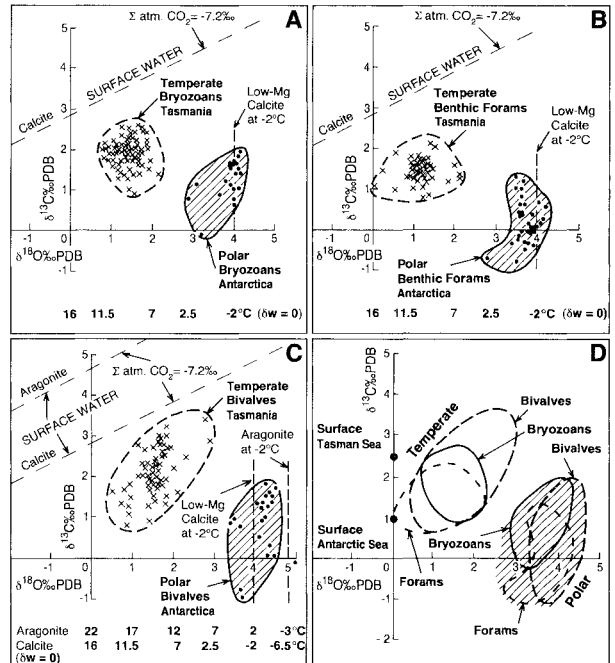 A
Σ atm. CO₂= -7.2‰
SURFACE WATER
Calcite
Temperate
Bryozoans
Tasmania
Low-Mg
Calcite
at -2°C
δ¹³C‰PDB
5
4
3
2
1
0
-1
0
1
2
3
4
5
δ¹⁸O‰PDB
Polar
Bryozoans
Antarctica
16 11.5 7 2.5 -2°C (δw = 0)
B
Σ atm. CO₂= -7.2‰
SURFACE WATER
Calcite
Temperate
Benthic Forams
Tasmania
Low-Mg
Calcite
at -2°C
δ¹³C‰PDB
5
4
3
2
1
0
-1
0
1
2
3
4
5
δ¹⁸O‰PDB
Polar
Benthic Forams
Antarctica
16 11.5 7 2.5 -2°C (δw = 0)
C
Aragonite
Σ atm. CO₂= -7.2‰
SURFACE WATER
Calcite
Temperate
Bivalves
Tasmania
Aragonite
at -2°C
Low-Mg
Calcite
at -2°C
δ¹³C‰PDB
5
4
3
2
1
0
-1
0
1
2
3
4
5
δ¹⁸O‰PDB
Polar
Bivalves
Antarctica
Aragonite 22 17 12 7 2 -3°C
Calcite 16 11.5 7 2.5 -2 -6.5°C
(δw = 0)
D
δ¹³C‰PDB
5
4
3
2
1
0
-1
-2
Surface
Tasman Sea
Surface
Antarctic Sea
Temperate
Bivalves
Bryozoans
Bivalves
Bryozoans
Forams
0
1
2
3
4
5
δ¹⁸O‰PDB
Polar
Forams